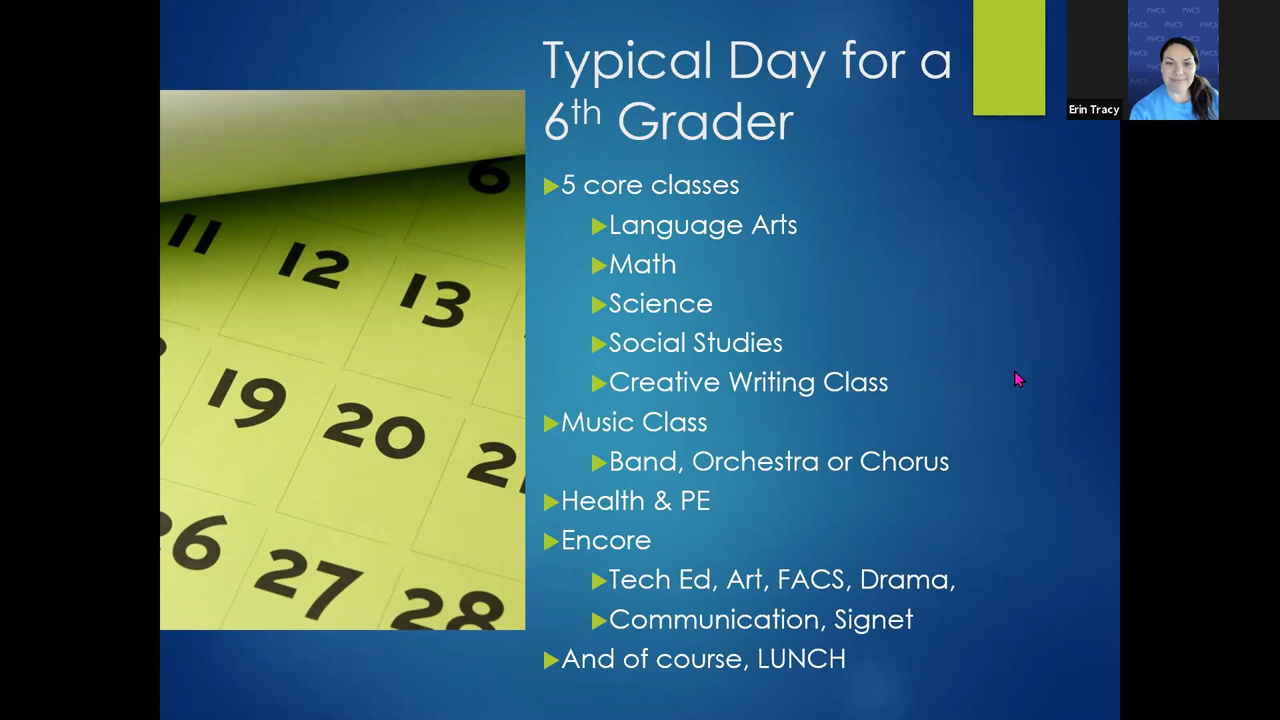 Typical Day for a
6th Grader
5 core classes
Language Arts
Math
Science
Social Studies
Creative Writing Class
Music Class
Band, Orchestra or Chorus
Health & PE
Encore
Tech Ed, Art, FACS, Drama,
Communication, Signet
And of course, LUNCH
6
11 12 13
19 20
27 28
Erin Tracy
PWCS